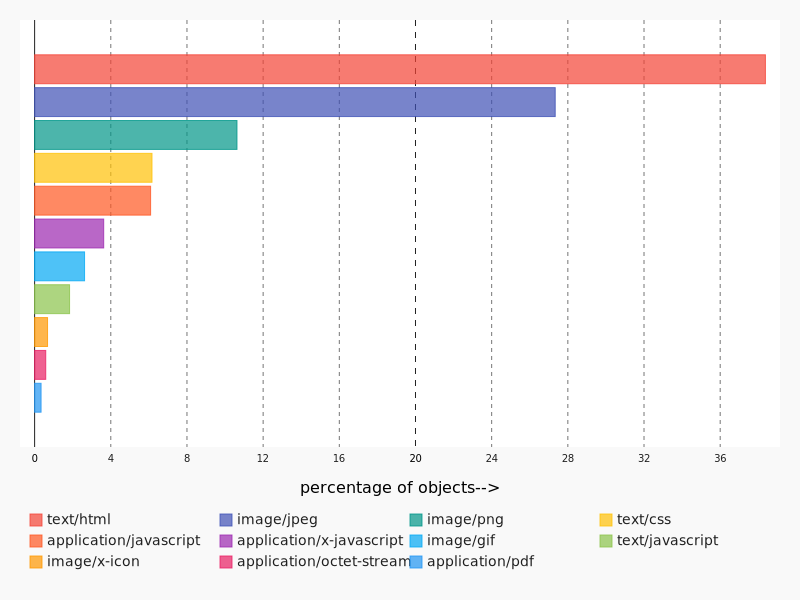 0 4 8 12 16 20 24 28 32 36
percentage of objects-->
text/html image/jpeg image/png text/css
application/javascript application/x-javascript image/gif text/javascript
image/x-icon application/octet-stream application/pdf